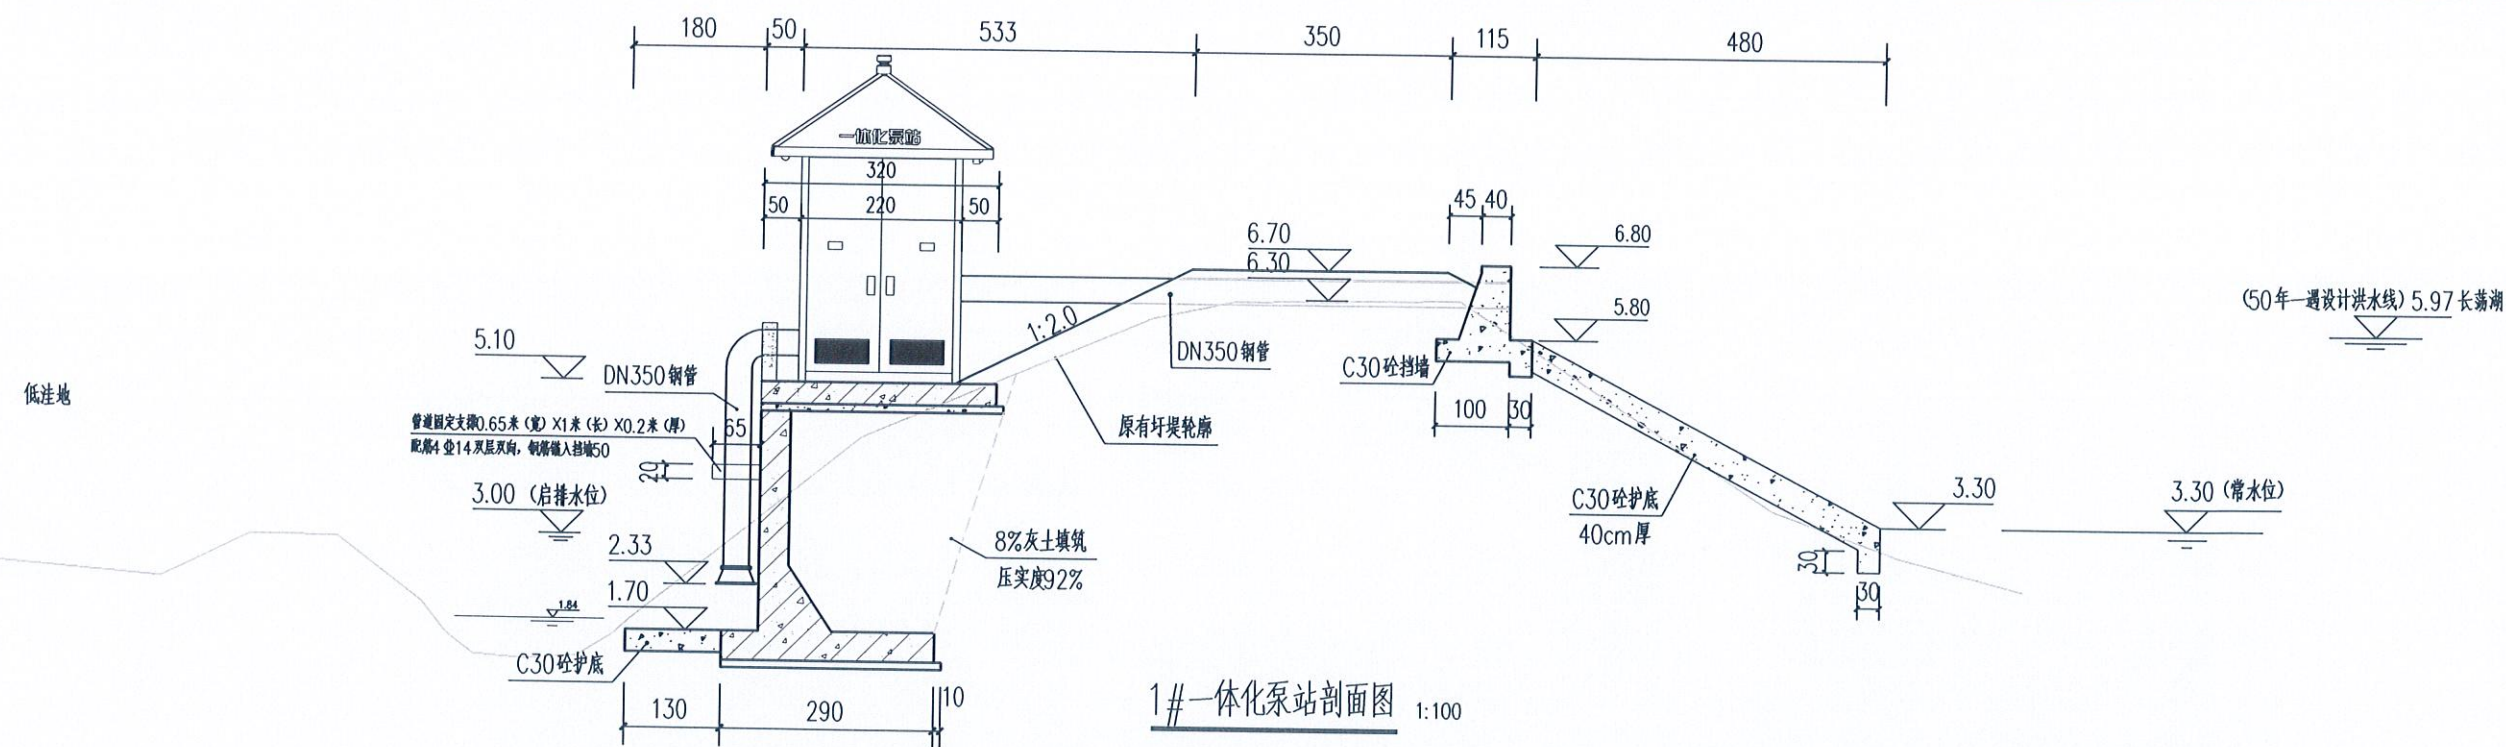 180 50 533 350 115 480
一体化泵站
320
50 220 50
45 40
6.70
6.30
6.80
5.80
(50年一遇设计洪水线) 5.97 长荡湖
5.10
DN350钢管
1:2.0
DN350钢管
C30砼挡墙
低洼地
管道固定支撑0.65米(宽)X1米(长)X0.2米(厚)
配筋4⌀14双层双向，钢筋锚入挡墙50
65
20
原有圩堤轮廓
100 30
3.00 (启排水位)
C30砼护底
40cm厚
3.30
3.30 (常水位)
2.33
8%灰土填筑
压实度92%
1.70
1.84
30
30
C30砼护底
130 290 10
1#一体化泵站剖面图 1:100